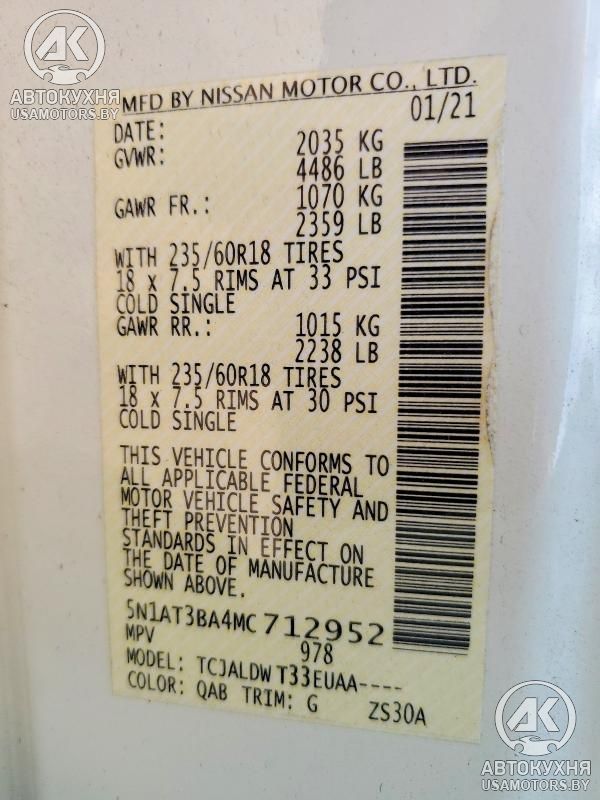 АК
АВТОКУХНЯ
USAMOTORS.BY
MFD BY NISSAN MOTOR CO., LTD.
DATE: 01/21
GVWR: 2035 KG
4486 LB
GAWR FR.: 1070 KG
2359 LB
WITH 235/60R18 TIRES
18 x 7.5 RIMS AT 33 PSI
COLD SINGLE
GAWR RR.: 1015 KG
2238 LB
WITH 235/60R18 TIRES
18 x 7.5 RIMS AT 30 PSI
COLD SINGLE
THIS VEHICLE CONFORMS TO
ALL APPLICABLE FEDERAL
MOTOR VEHICLE SAFETY AND
THEFT PREVENTION
STANDARDS IN EFFECT ON
THE DATE OF MANUFACTURE
SHOWN ABOVE.
5N1AT3BA4MC712952
MPV 978
MODEL: TCJALDW T33EUAA----
COLOR: QAB TRIM: G ZS30A
АК
АВТОКУХНЯ
USAMOTORS.BY